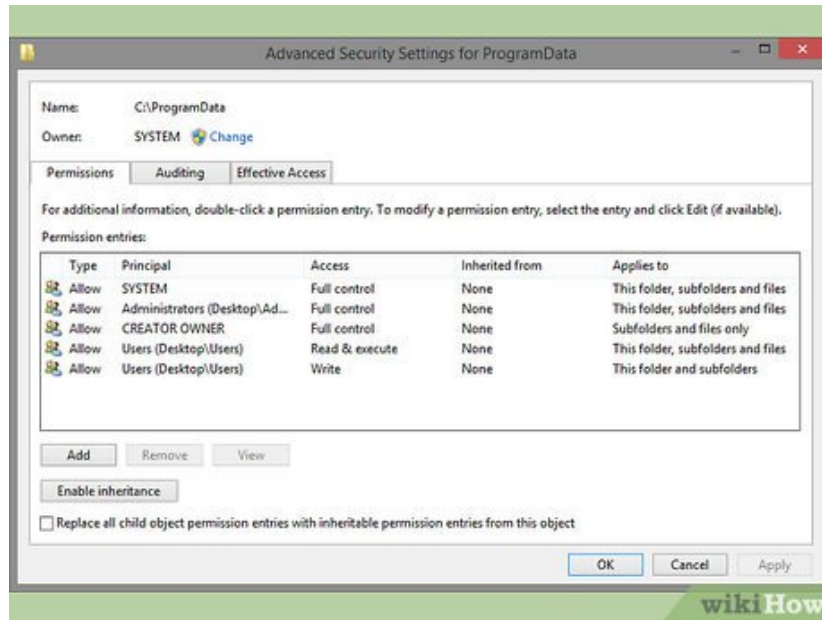 Advanced Security Settings for ProgramData
Name: C:\ProgramData
Owner: SYSTEM Change
Permissions Auditing Effective Access
For additional information, double-click a permission entry. To modify a permission entry, select the entry and click Edit (if available).
Permission entries:
Type Principal Access Inherited from Applies to
Allow SYSTEM Full control None This folder, subfolders and files
Allow Administrators (Desktop\Ad... Full control None This folder, subfolders and files
Allow CREATOR OWNER Full control None Subfolders and files only
Allow Users (Desktop\Users) Read & execute None This folder, subfolders and files
Allow Users (Desktop\Users) Write None This folder and subfolders
Add Remove View
Enable inheritance
Replace all child object permission entries with inheritable permission entries from this object
OK Cancel Apply
wikiHow